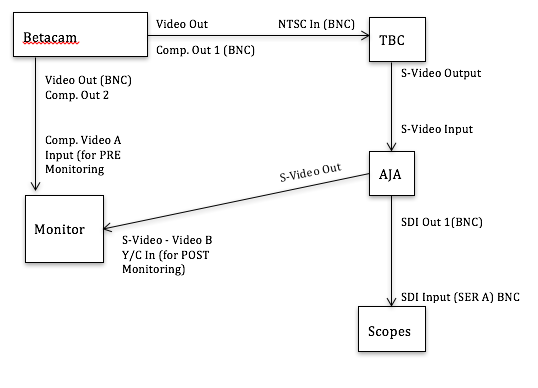 Betacam
Video Out
NTSC In (BNC)
Comp. Out 1 (BNC)
TBC
Video Out (BNC)
Comp. Out 2
S-Video Output
Comp. Video A
Input (for PRE
Monitoring
S-Video Input
S-Video Out
AJA
Monitor
S-Video - Video B
Y/C In (for POST
Monitoring)
SDI Out 1(BNC)
SDI Input (SER A) BNC
Scopes